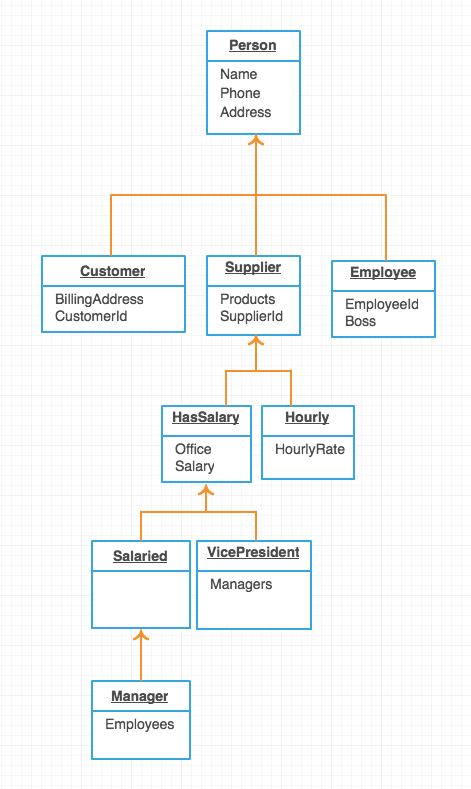 Person
Name
Phone
Address
Customer
BillingAddress
CustomerId
Supplier
Products
SupplierId
Employee
EmployeeId
Boss
HasSalary
Office
Salary
Hourly
HourlyRate
Salaried
VicePresident
Managers
Manager
Employees